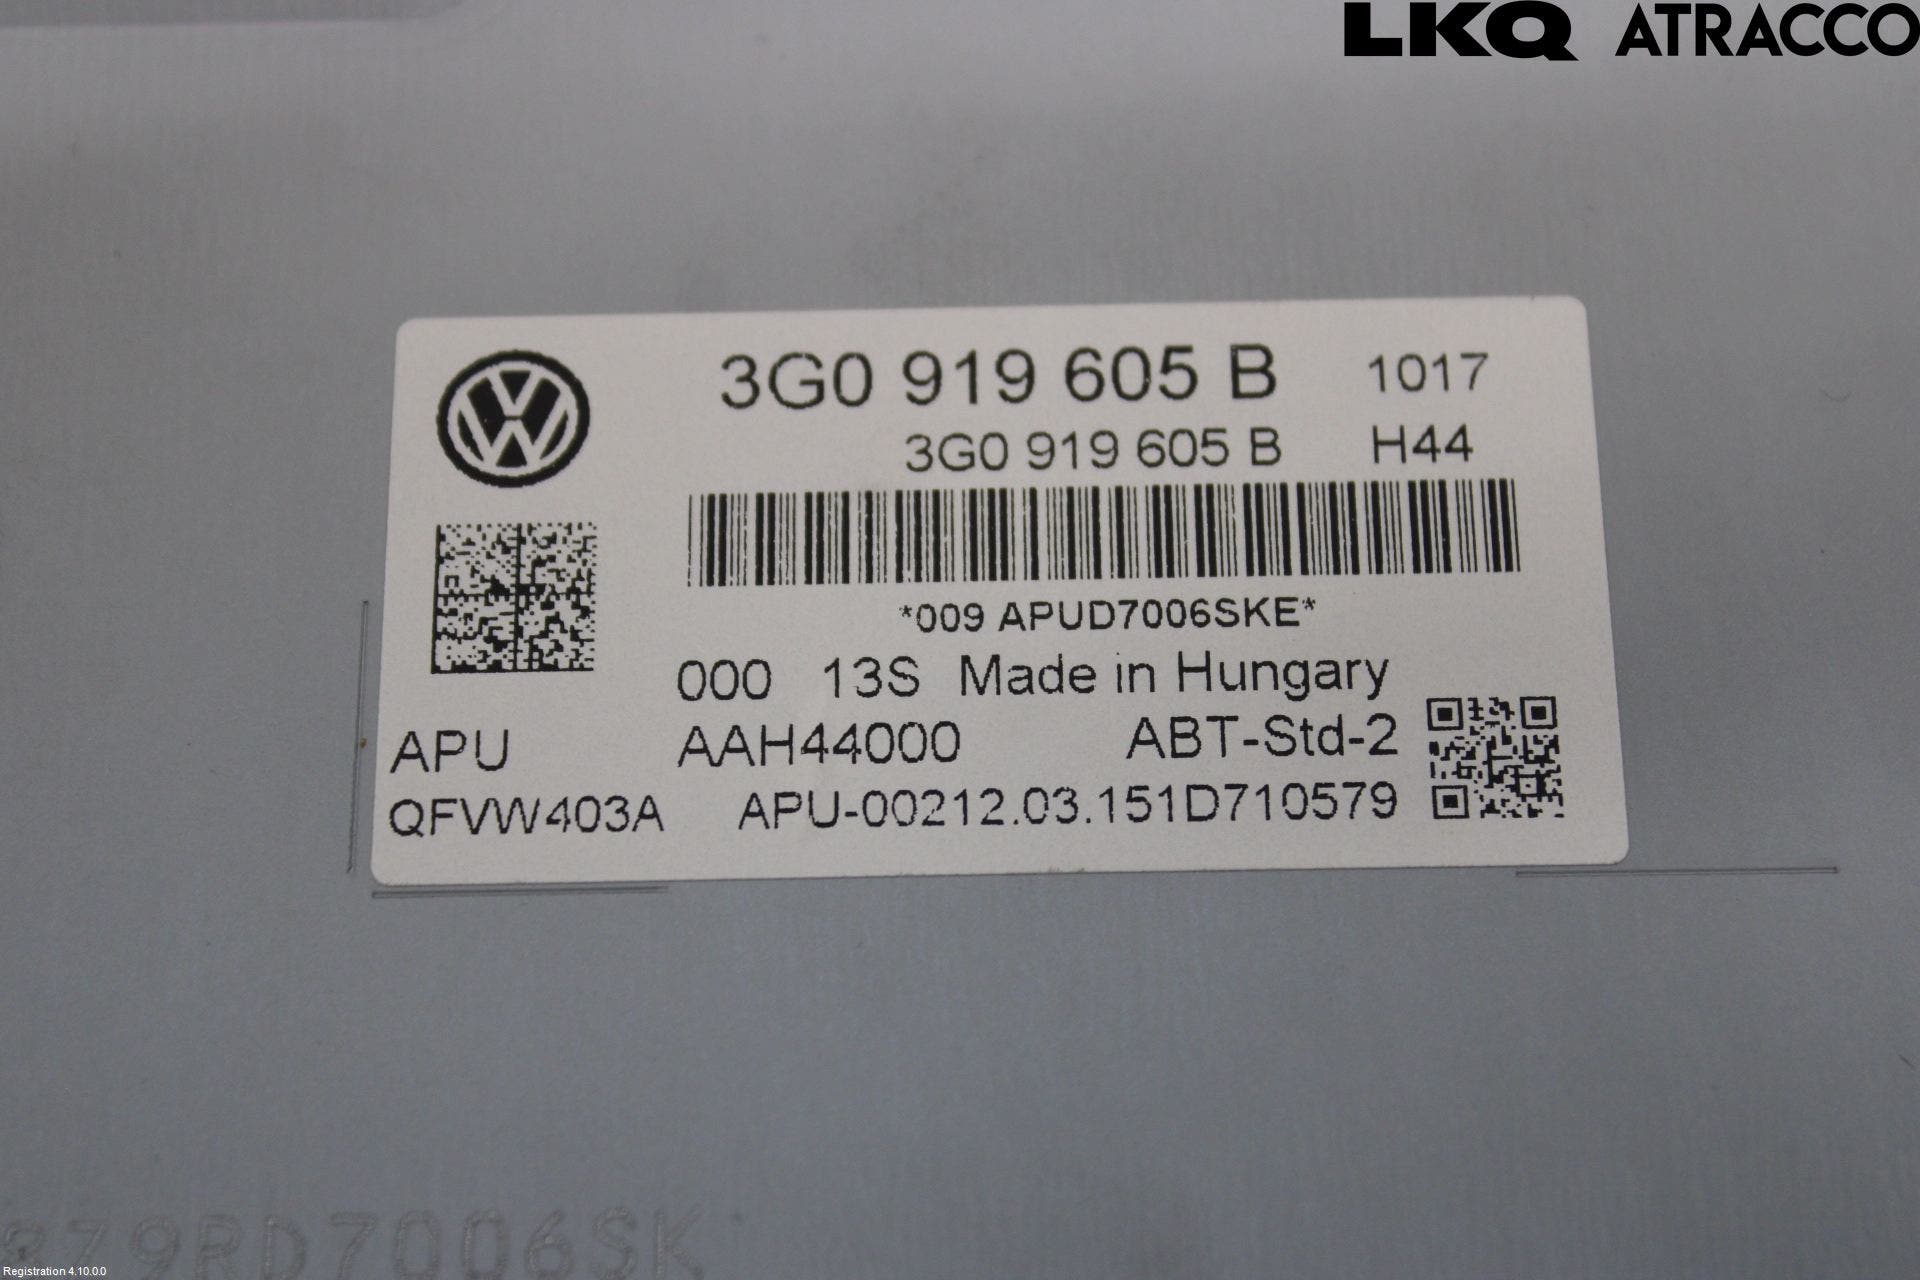 LKQ ATRACCO
3G0 919 605 B 1017
3G0 919 605 B H44
*009 APUD7006SKE*
000 13S Made in Hungary
APU AAH44000 ABT-Std-2
QFVW403A APU-00212.03.151D710579
Registration 4.10.0.0